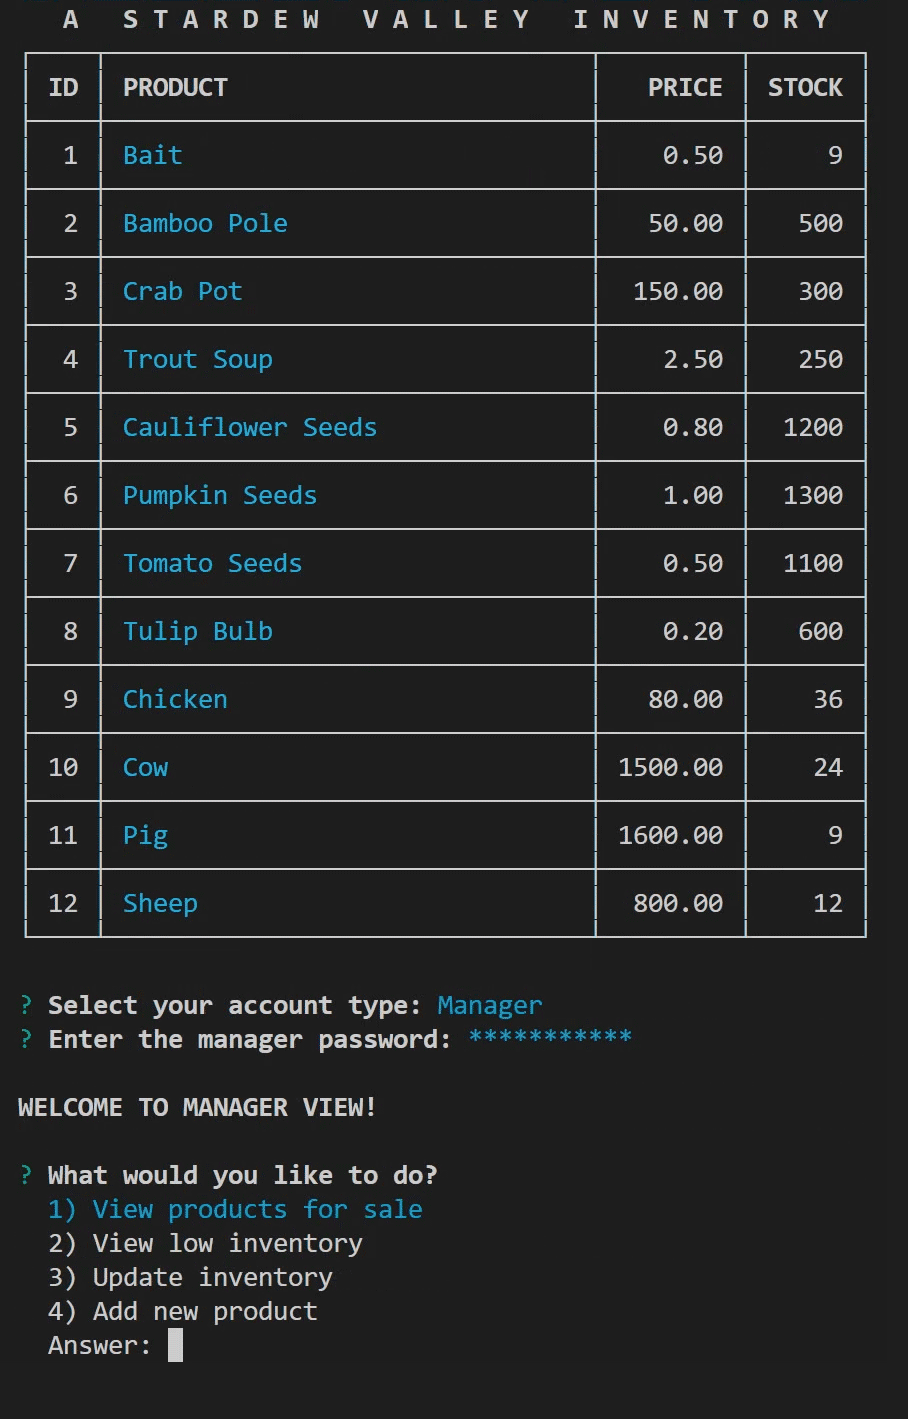 A STARDEW VALLEY INVENTORY
ID PRODUCT PRICE STOCK
1 Bait 0.50 9
2 Bamboo Pole 50.00 500
3 Crab Pot 150.00 300
4 Trout Soup 2.50 250
5 Cauliflower Seeds 0.80 1200
6 Pumpkin Seeds 1.00 1300
7 Tomato Seeds 0.50 1100
8 Tulip Bulb 0.20 600
9 Chicken 80.00 36
10 Cow 1500.00 24
11 Pig 1600.00 9
12 Sheep 800.00 12
? Select your account type: Manager
? Enter the manager password: ***********
WELCOME TO MANAGER VIEW!
? What would you like to do?
1) View products for sale
2) View low inventory
3) Update inventory
4) Add new product
Answer: